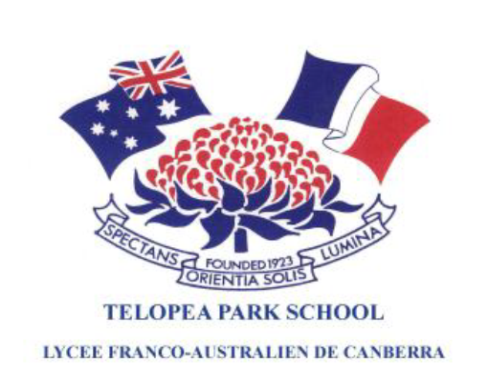 SPECTANS
FOUNDED 1923
ORIENTIA SOLIS
LUMINA
TELOPEA PARK SCHOOL
LYCEE FRANCO-AUSTRALIEN DE CANBERRA